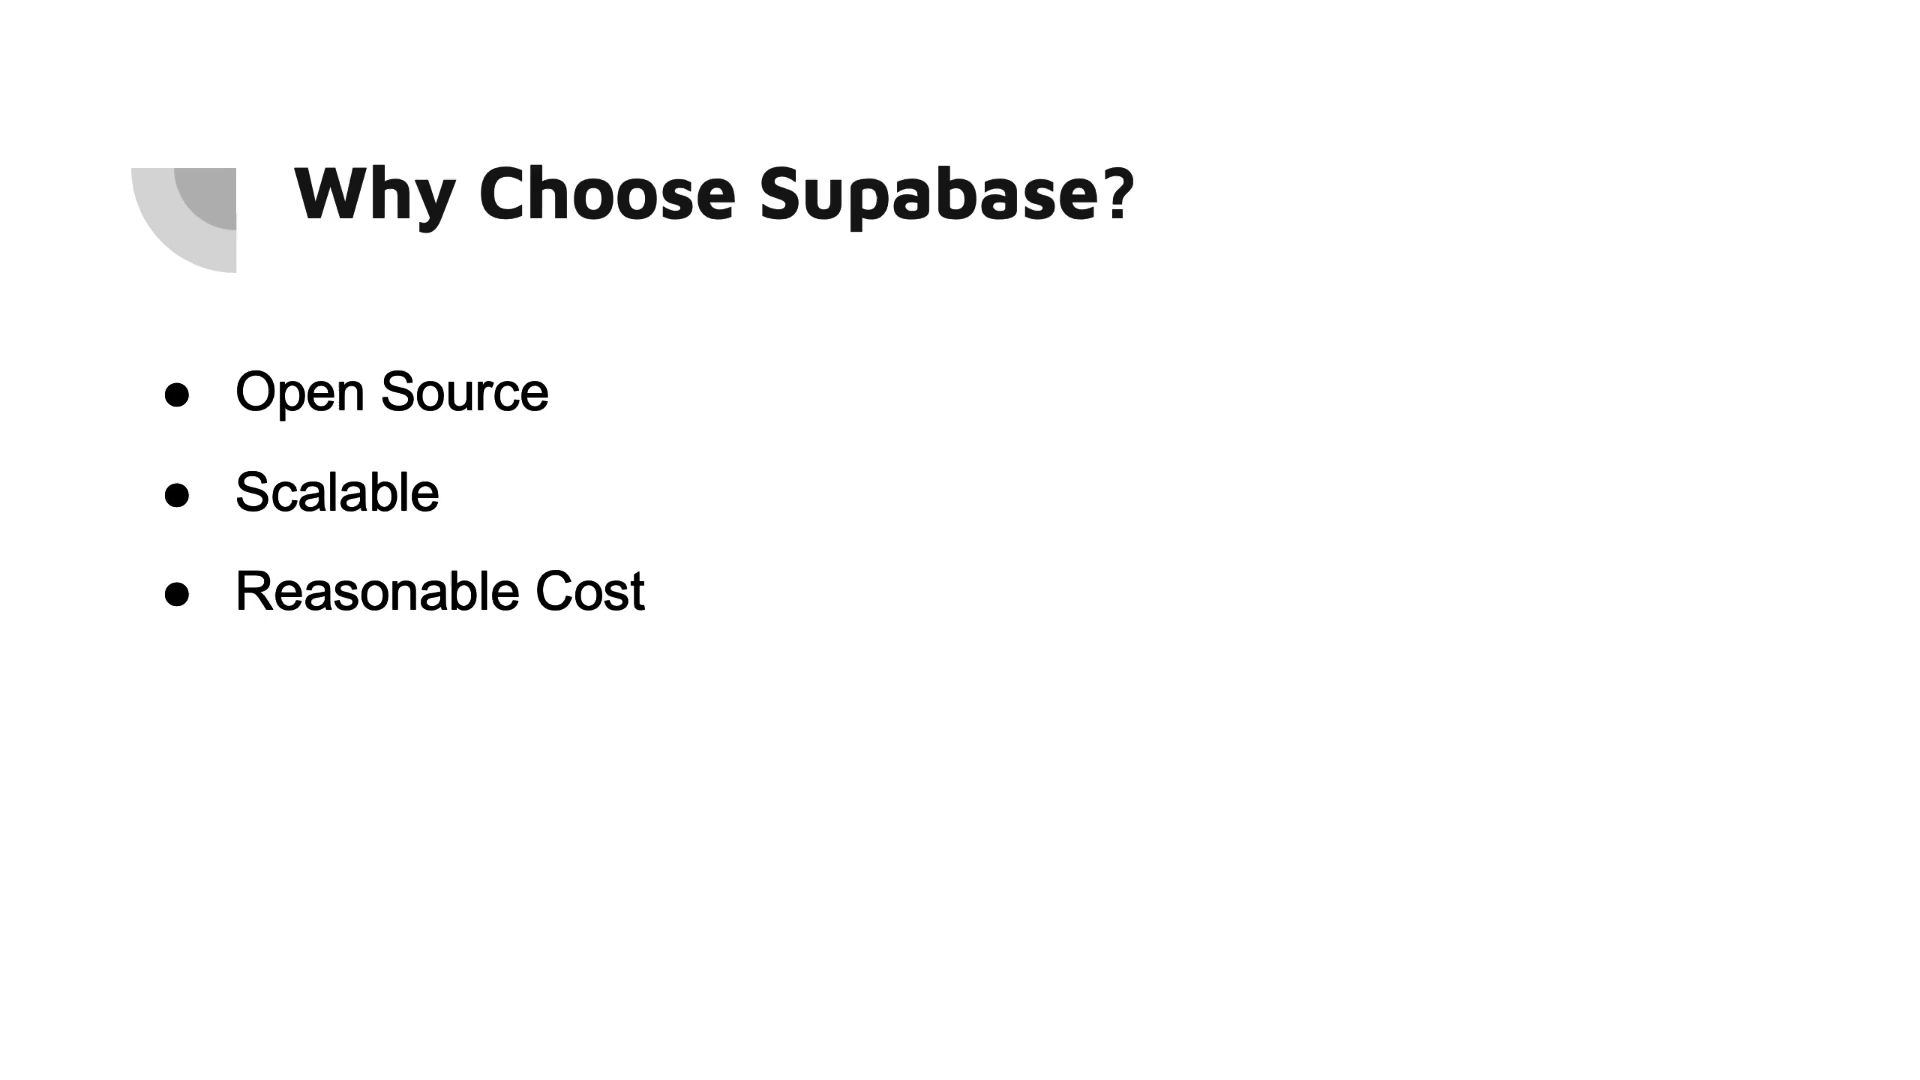 Why Choose Supabase?
● Open Source
● Scalable
● Reasonable Cost